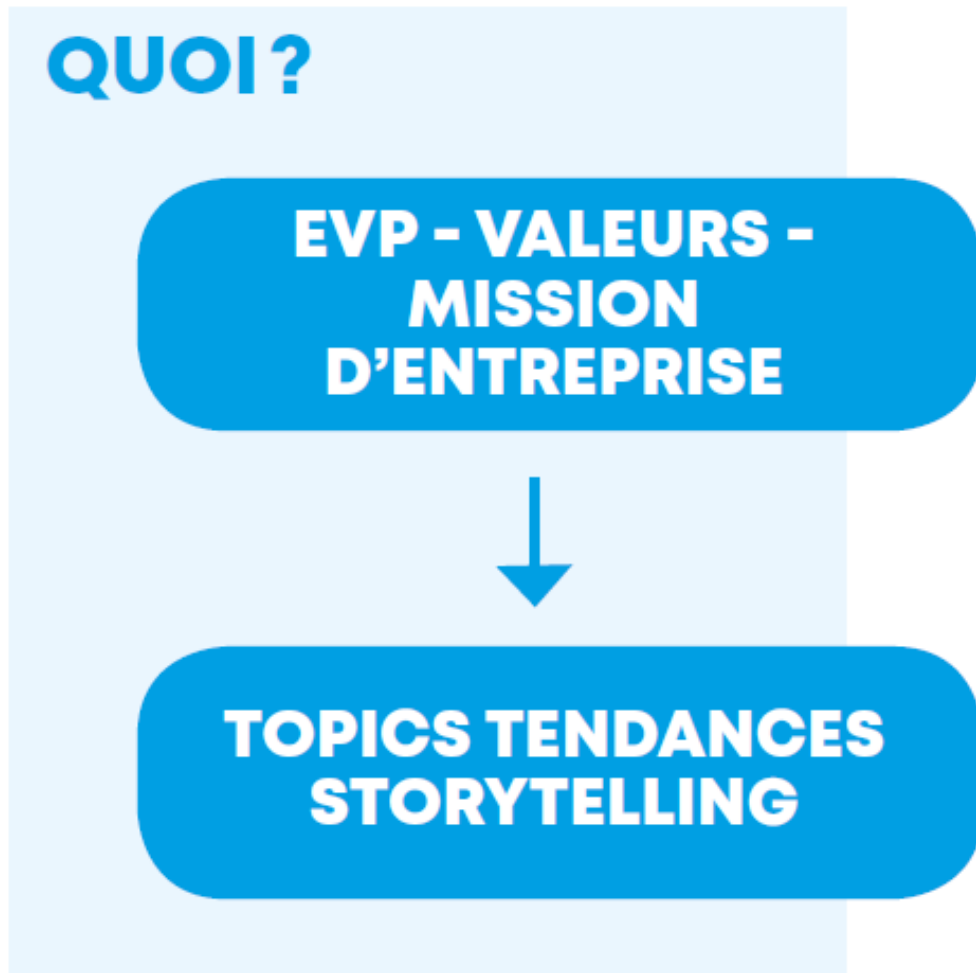 QUOI ?
EVP - VALEURS -
MISSION
D’ENTREPRISE
TOPICS TENDANCES
STORYTELLING